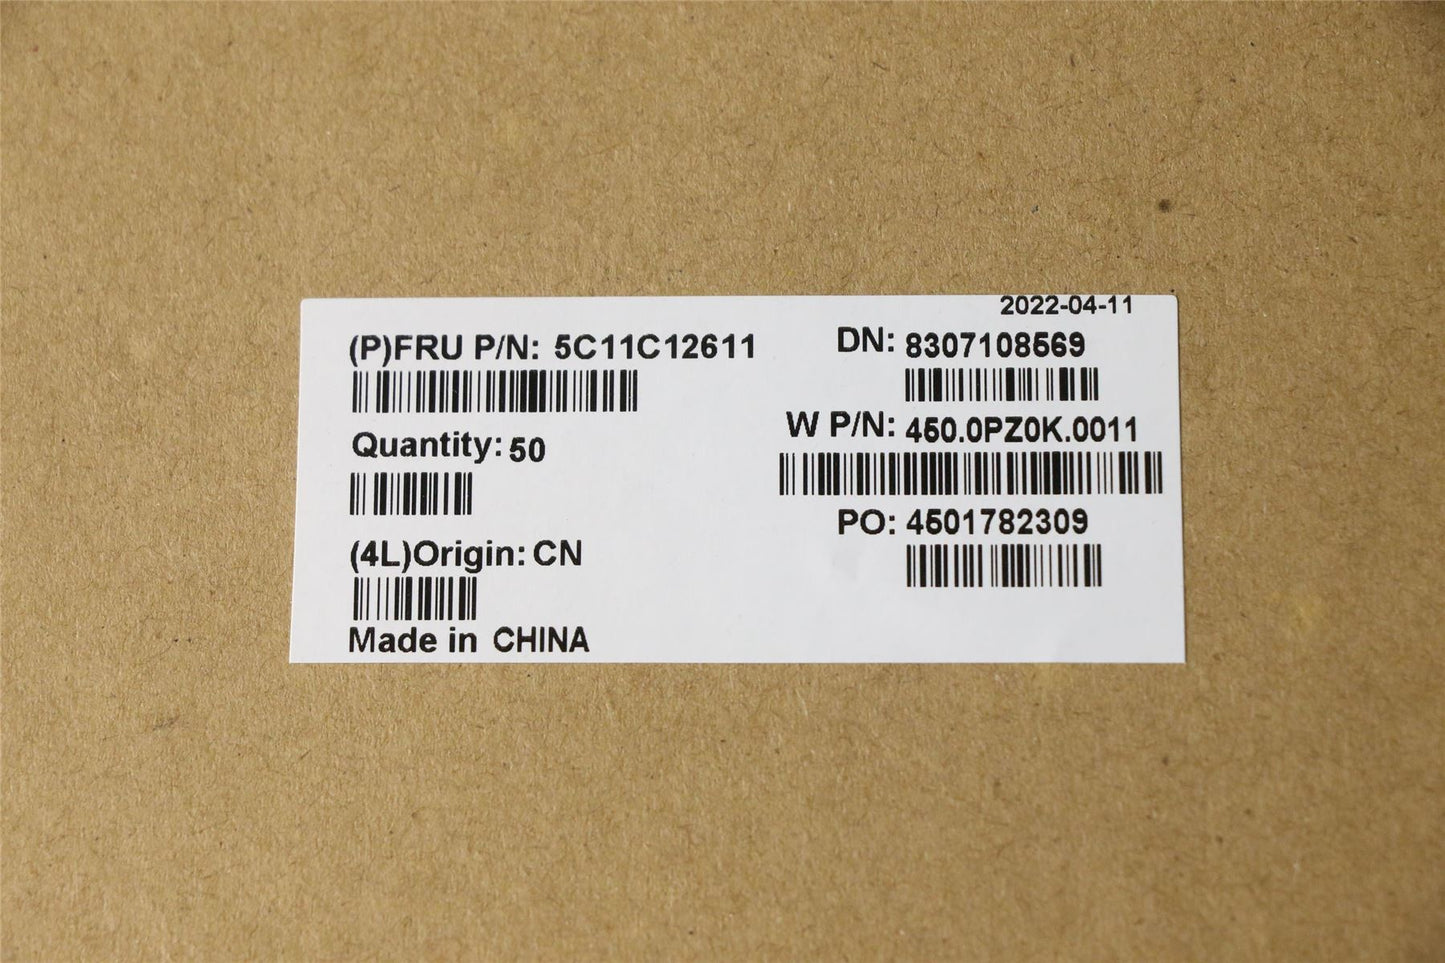 2022-04-11
(P)FRU P/N: 5C11C12611
DN: 8307108569
W P/N: 450.0PZ0K.0011
Quantity: 50
PO: 4501782309
(4L)Origin: CN
Made in CHINA